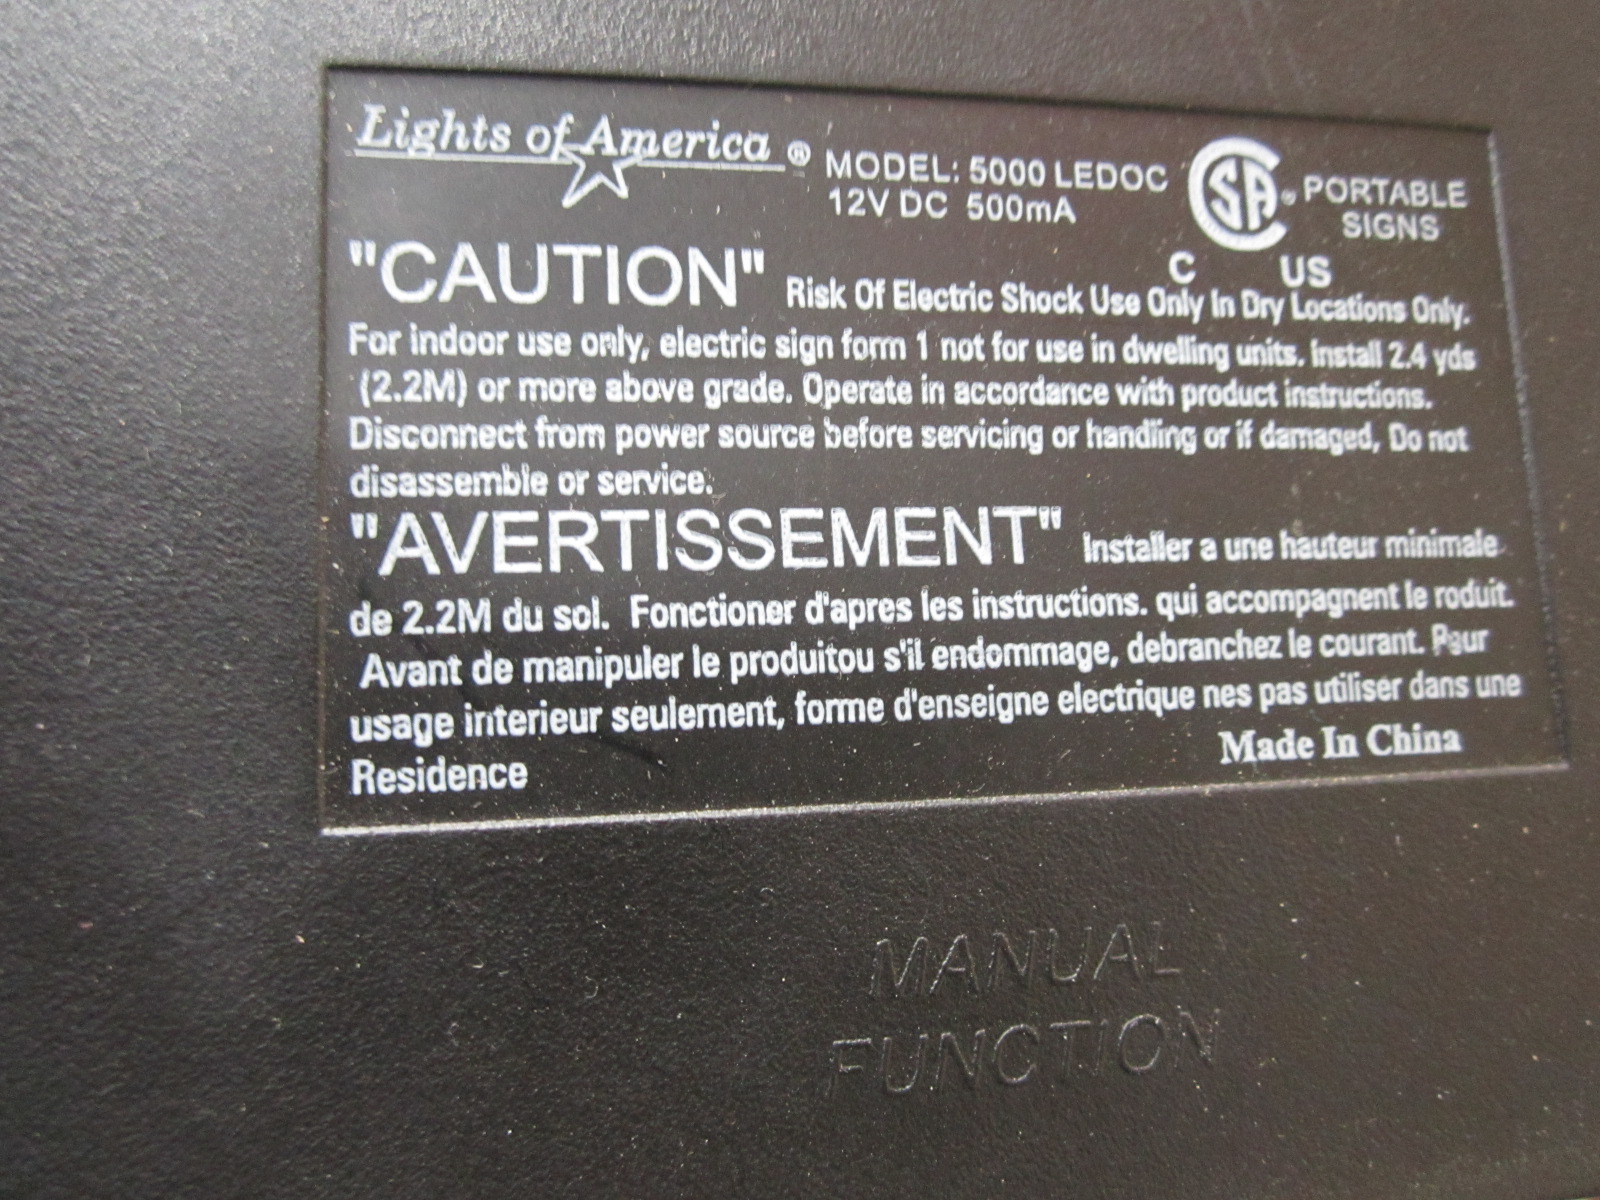 Lights of America ®
MODEL: 5000 LEDOC
12V DC 500mA
CSA ® PORTABLE
SIGNS
C US
"CAUTION" Risk Of Electric Shock Use Only In Dry Locations Only.
For indoor use only, electric sign form 1 not for use in dwelling units. Install 2.4 yds
(2.2M) or more above grade. Operate in accordance with product instructions.
Disconnect from power source before servicing or handling or if damaged, Do not
disassemble or service.
"AVERTISSEMENT" Installer a une hauteur minimale
de 2.2M du sol. Fonctioner d'apres les instructions. qui accompagnent le roduit.
Avant de manipuler le produitou s'il endommage, debranchez le courant. Pour
usage interieur seulement, forme d'enseigne electrique nes pas utiliser dans une
Residence
Made In China
MANUAL
FUNCTION